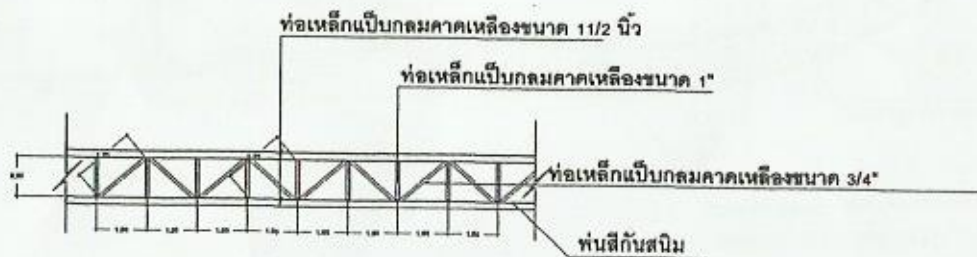 ท่อเหล็กแป๊บกลมคาดเหลืองขนาด 11/2 นิ้ว
ท่อเหล็กแป๊บกลมคาดเหลืองขนาด 1"
ท่อเหล็กแป๊บกลมคาดเหลืองขนาด 3/4"
พ่นสีกันสนิม